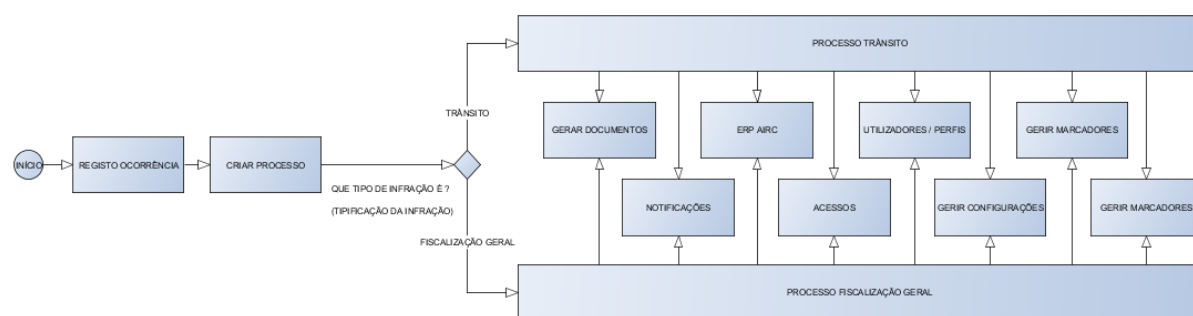 PROCESSO TRÂNSITO
TRÂNSITO
GERAR DOCUMENTOS
ERP AIRC
UTILIZADORES / PERFIS
GERIR MARCADORES
INÍCIO
REGISTO OCORRÊNCIA
CRIAR PROCESSO
QUE TIPO DE INFRAÇÃO É ?
(TIPIFICAÇÃO DA INFRAÇÃO)
NOTIFICAÇÕES
ACESSOS
GERIR CONFIGURAÇÕES
GERIR MARCADORES
FISCALIZAÇÃO GERAL
PROCESSO FISCALIZAÇÃO GERAL